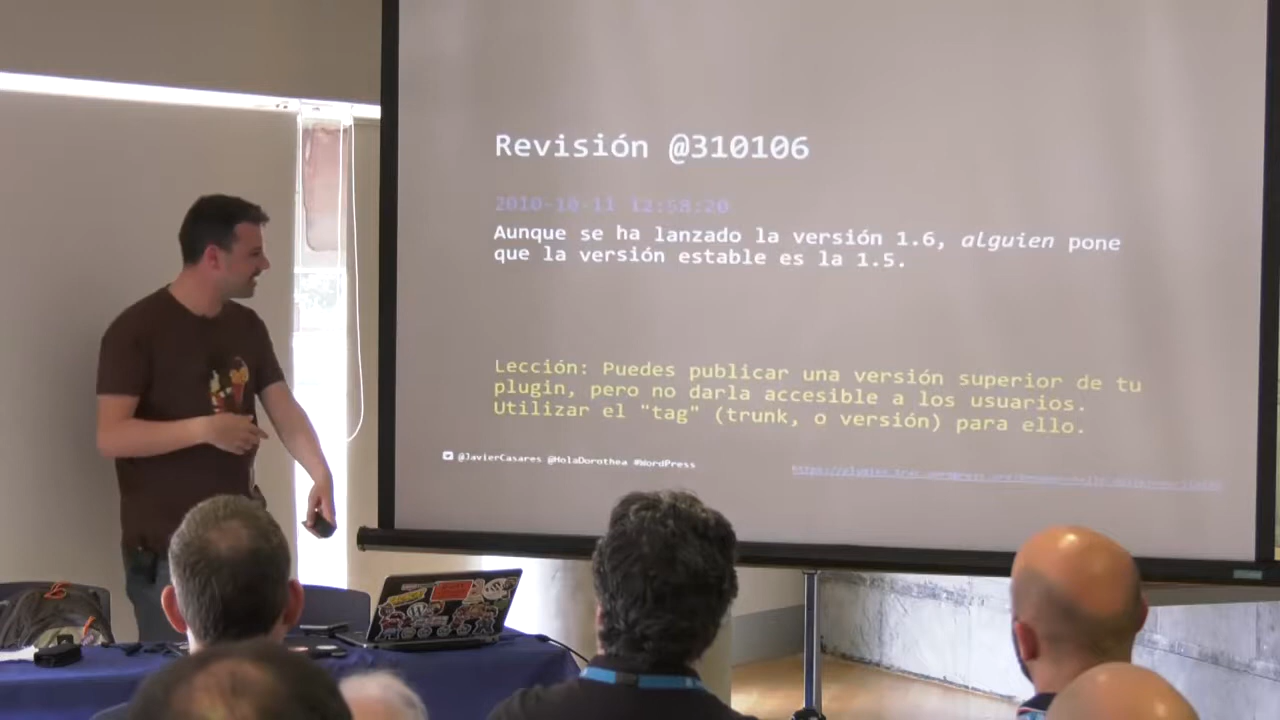 Revisión @310106
2010-10-11 12:58:20
Aunque se ha lanzado la versión 1.6, alguien pone
que la versión estable es la 1.5.
Lección: Puedes publicar una versión superior de tu
plugin, pero no darla accesible a los usuarios.
Utilizar el "tag" (trunk, o versión) para ello.
@JavierCasares @HolaDorothea #WordPress